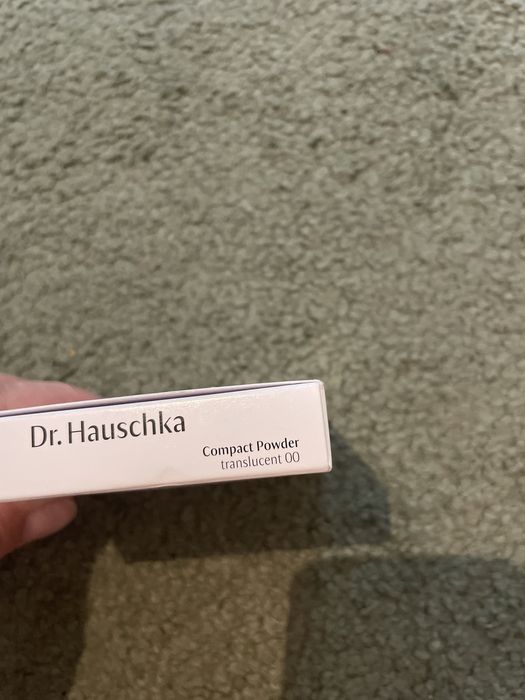 Dr. Hauschka
Compact Powder
translucent 00